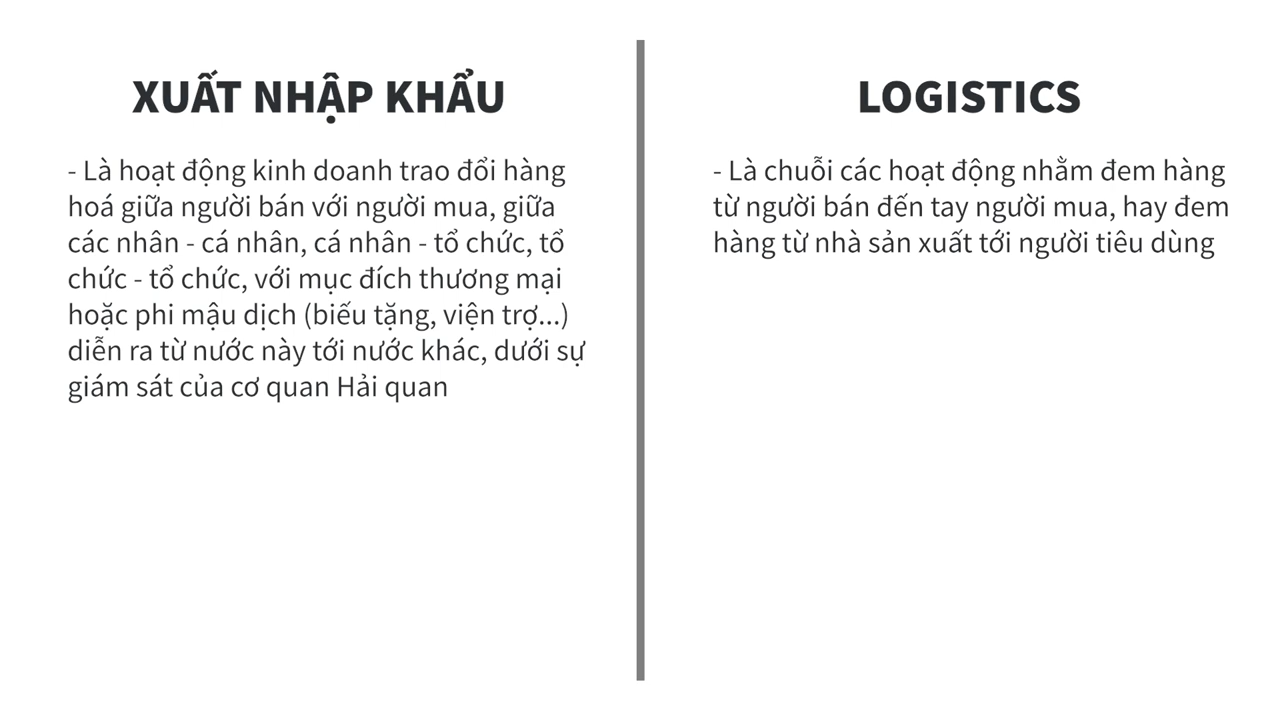 XUẤT NHẬP KHẨU
- Là hoạt động kinh doanh trao đổi hàng
hoá giữa người bán với người mua, giữa
các nhân - cá nhân, cá nhân - tổ chức, tổ
chức - tổ chức, với mục đích thương mại
hoặc phi mậu dịch (biếu tặng, viện trợ...)
diễn ra từ nước này tới nước khác, dưới sự
giám sát của cơ quan Hải quan
LOGISTICS
- Là chuỗi các hoạt động nhằm đem hàng
từ người bán đến tay người mua, hay đem
hàng từ nhà sản xuất tới người tiêu dùng